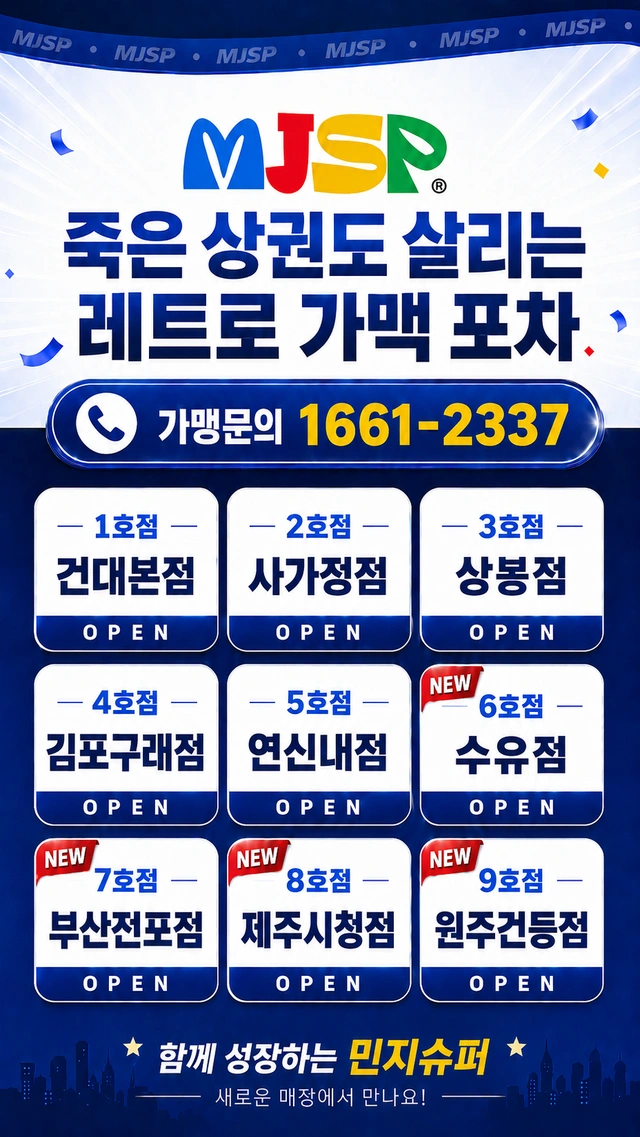 MJSP • MJSP • MJSP • MJSP • MJSP • MJSP •
MJSP®
죽은 상권도 살리는
레트로 가맥 포차
가맹문의 1661-2337
1호점
건대본점
OPEN
2호점
사가정점
OPEN
3호점
상봉점
OPEN
4호점
김포구래점
OPEN
5호점
연신내점
OPEN
NEW
6호점
수유점
OPEN
NEW
7호점
부산전포점
OPEN
NEW
8호점
제주시청점
OPEN
NEW
9호점
원주건등점
OPEN
함께 성장하는 민지슈퍼
새로운 매장에서 만나요!